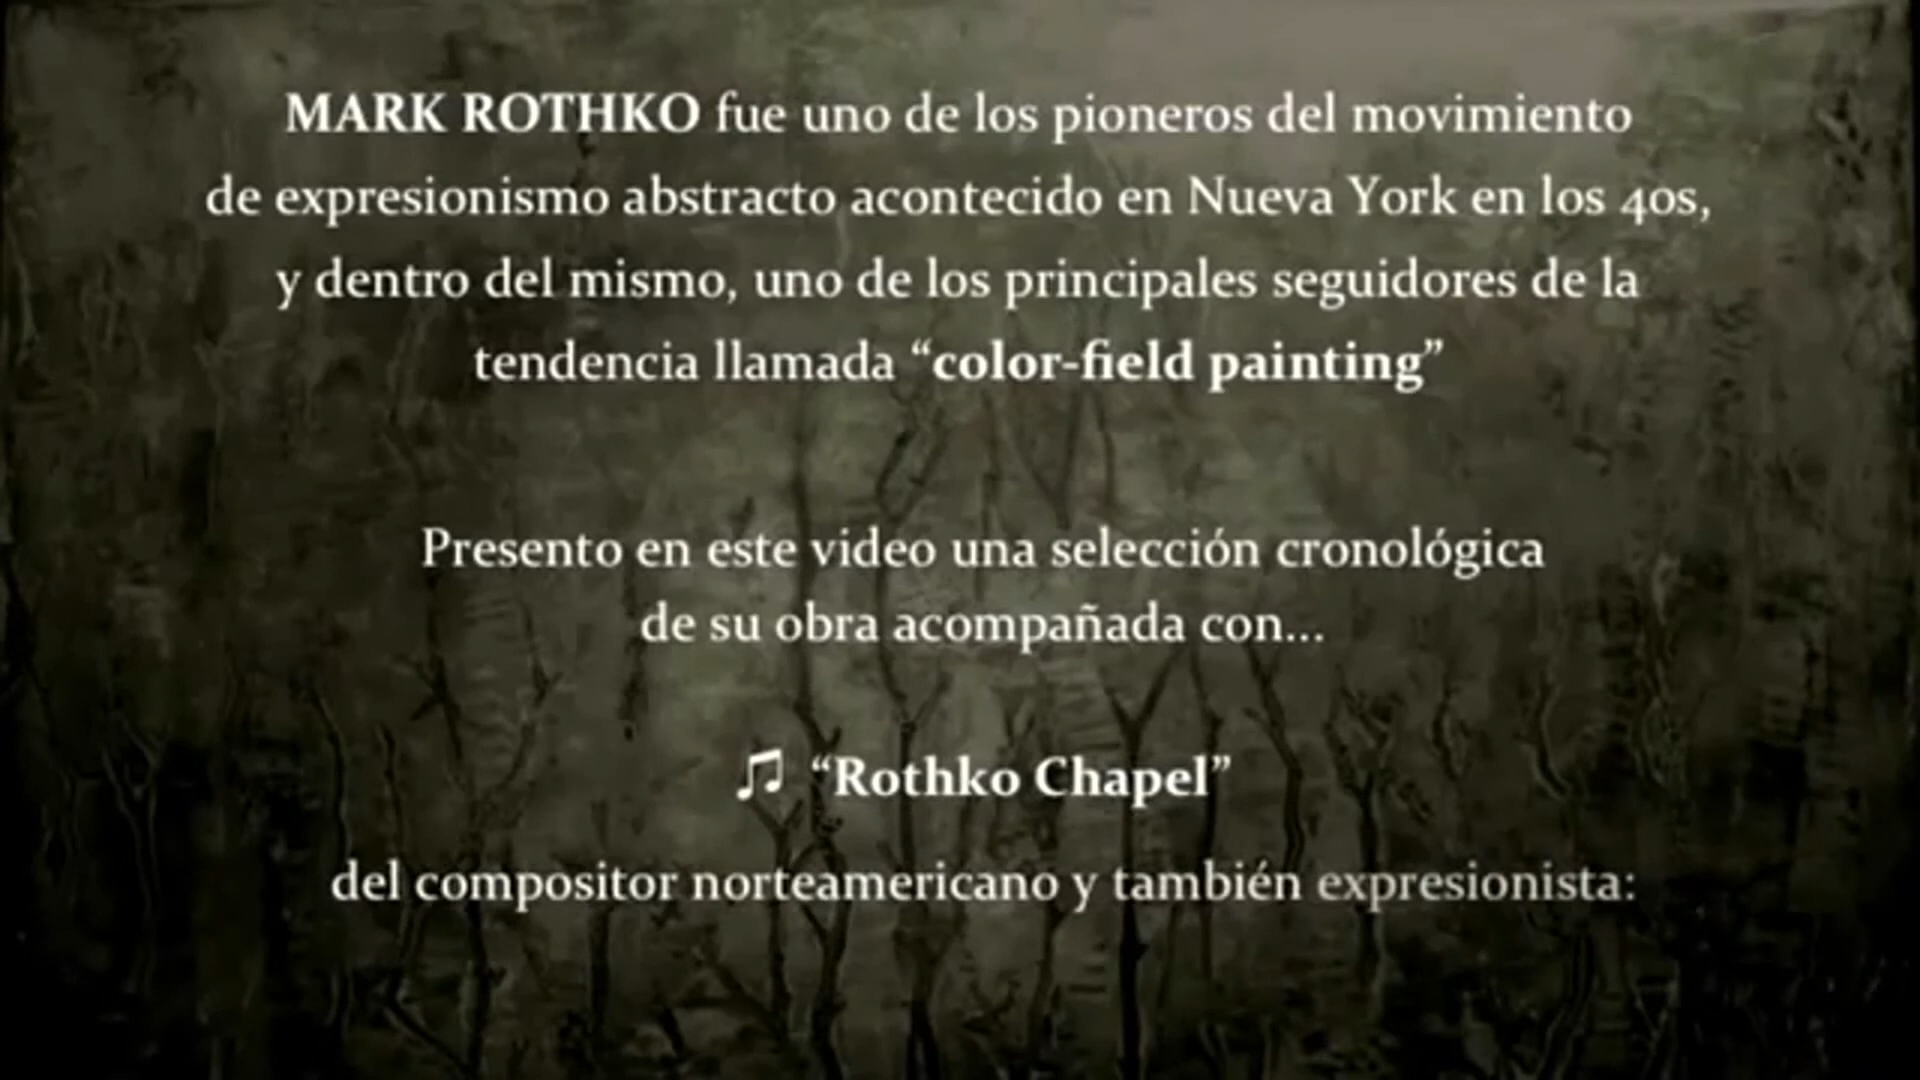 MARK ROTHKO fue uno de los pioneros del movimiento
de expresionismo abstracto acontecido en Nueva York en los 40s,
y dentro del mismo, uno de los principales seguidores de la
tendencia llamada “color-field painting”
Presento en este video una selección cronológica
de su obra acompañada con...
♫ “Rothko Chapel”
del compositor norteamericano y también expresionista: